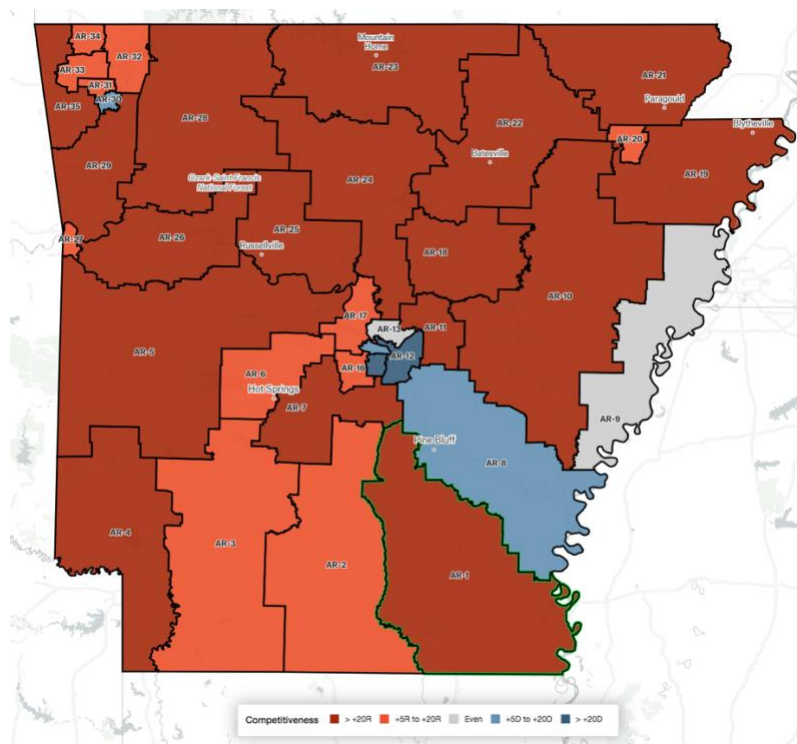 AR-34
AR-32
AR-33
AR-31
AR-30
AR-35
AR-29
AR-28
Mountain
Home
AR-23
AR-21
Paragould
AR-22
AR-20
Blytheville
Batesville
AR-19
Ozark-Saint Francis
National Forest
AR-24
AR-27
AR-26
AR-25
Russellville
AR-18
AR-10
AR-17
AR-13
AR-11
AR-5
AR-12
AR-6
AR-16
Hot Springs
AR-7
AR-9
Pine Bluff
AR-8
AR-4
AR-3
AR-2
AR-1
Competitiveness > +20R +5R to +20R Even +5D to +20D > +20D